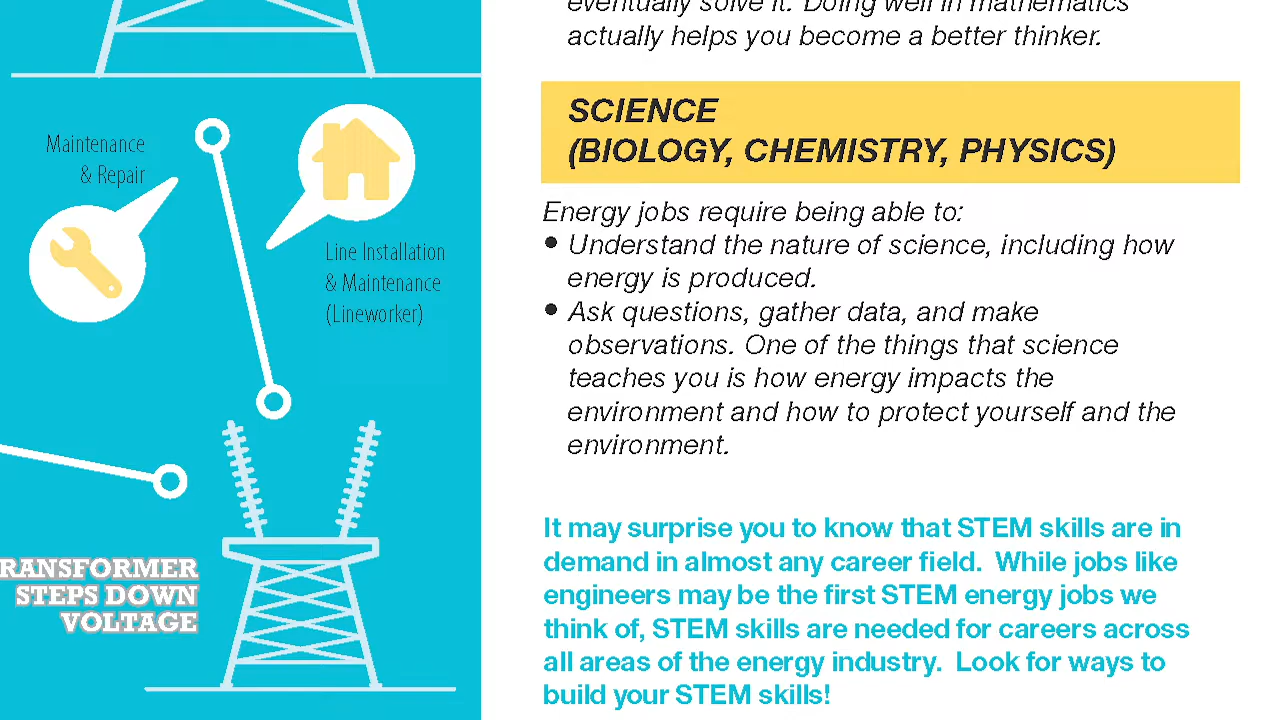 Maintenance
& Repair
Line Installation
& Maintenance
(Lineworker)
RANSFORMER
STEPS DOWN
VOLTAGE
eventually solve it. Doing well in mathematics
actually helps you become a better thinker.
SCIENCE
(BIOLOGY, CHEMISTRY, PHYSICS)
Energy jobs require being able to:
• Understand the nature of science, including how
energy is produced.
• Ask questions, gather data, and make
observations. One of the things that science
teaches you is how energy impacts the
environment and how to protect yourself and the
environment.
It may surprise you to know that STEM skills are in
demand in almost any career field.  While jobs like
engineers may be the first STEM energy jobs we
think of, STEM skills are needed for careers across
all areas of the energy industry.  Look for ways to
build your STEM skills!